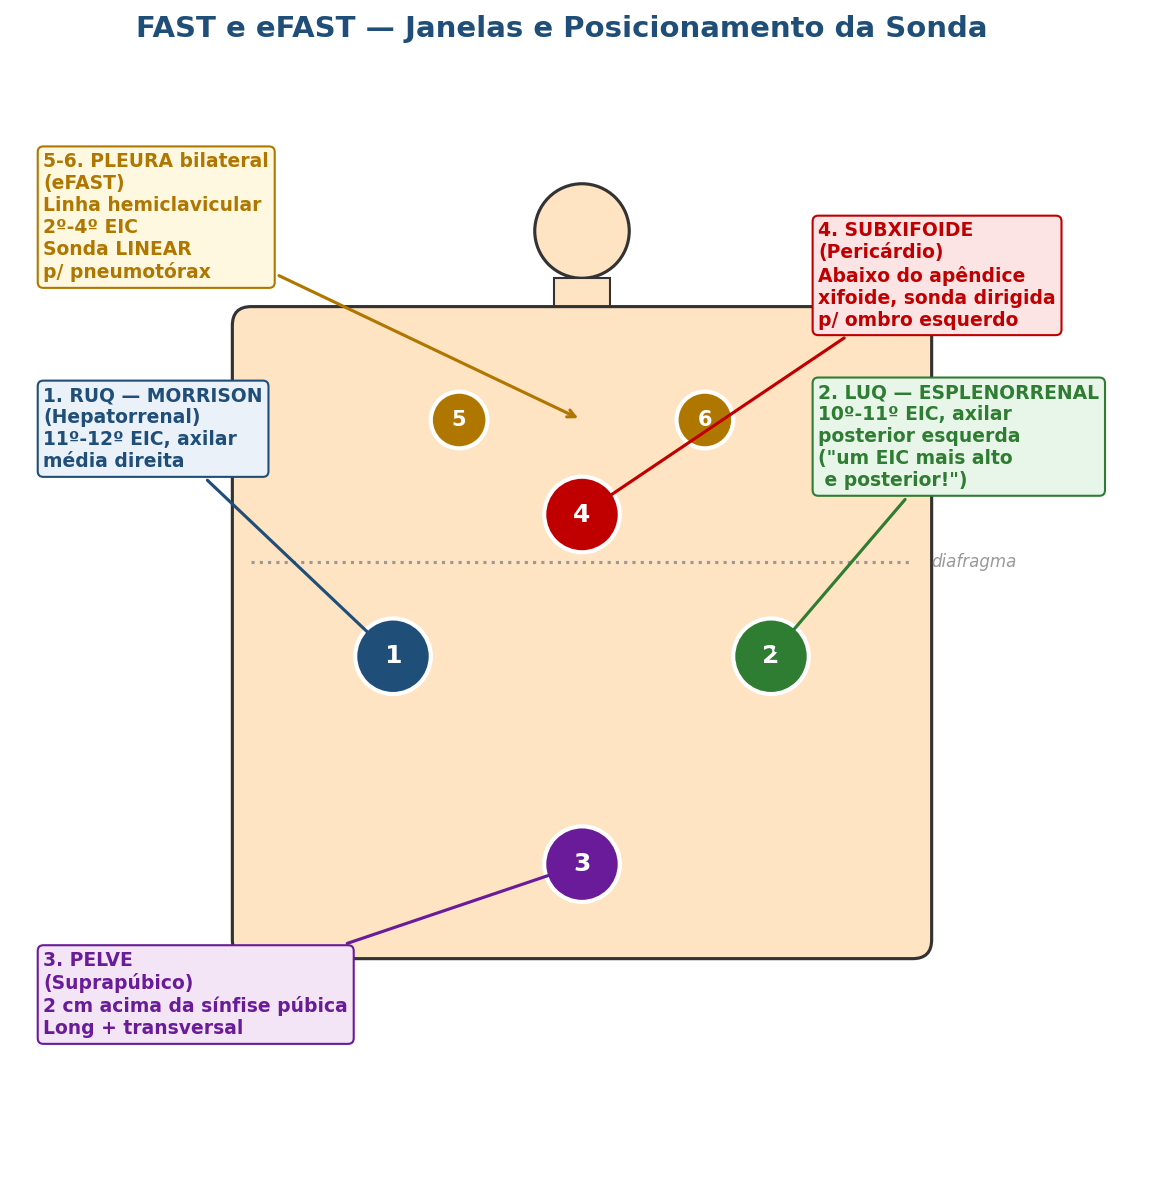 FAST e eFAST — Janelas e Posicionamento da Sonda
5-6. PLEURA bilateral
(eFAST)
Linha hemiclavicular
2º-4º EIC
Sonda LINEAR
p/ pneumotórax
4. SUBXIFOIDE
(Pericárdio)
Abaixo do apêndice
xifoide, sonda dirigida
p/ ombro esquerdo
1. RUQ — MORRISON
(Hepatorrenal)
11º-12º EIC, axilar
média direita
2. LUQ — ESPLENORRENAL
10º-11º EIC, axilar
posterior esquerda
("um EIC mais alto
e posterior!")
5
6
4
diafragma
1
2
3
3. PELVE
(Suprapúbico)
2 cm acima da sínfise púbica
Long + transversal